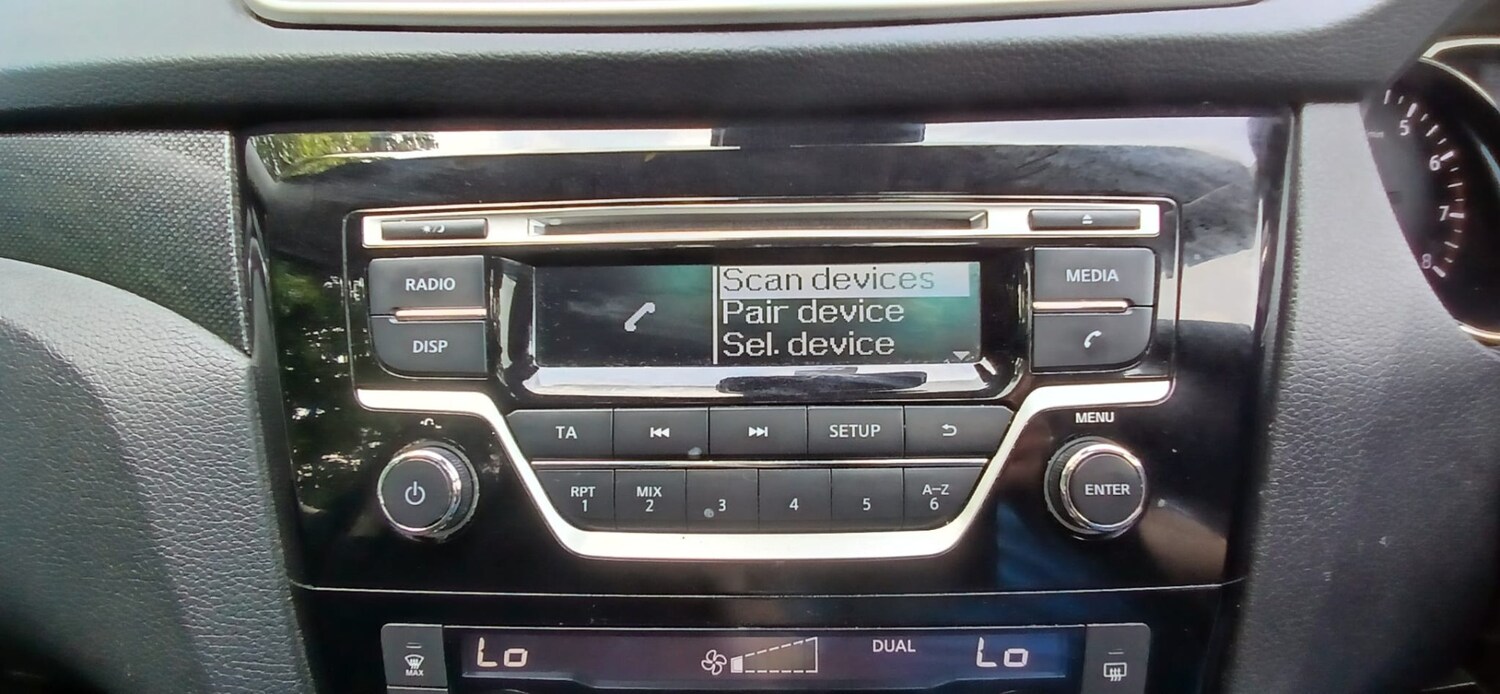 RADIO
DISP
Scan devices
Pair device
Sel. device
MEDIA
TA
SETUP
MENU
RPT
1
MIX
2
3
4
5
A–Z
6
ENTER
Lo
DUAL
Lo
MAX
5
6
7
8